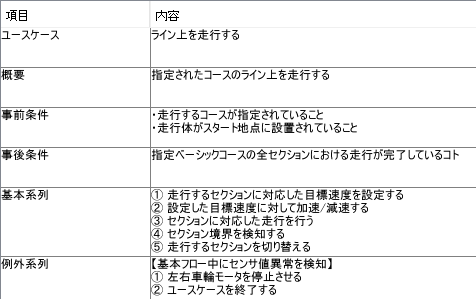 項目 内容
ユースケース ライン上を走行する
概要 指定されたコースのライン上を走行する
事前条件 ・走行するコースが指定されていること
・走行体がスタート地点に設置されていること
事後条件 指定ベーシックコースの全セクションにおける走行が完了しているコト
基本系列 ① 走行するセクションに対応した目標速度を設定する
② 設定した目標速度に対して加速/減速する
③ セクションに対応した走行を行う
④ セクション境界を検知する
⑤ 走行するセクションを切り替える
例外系列 【基本フロー中にセンサ値異常を検知】
① 左右車輪モータを停止させる
② ユースケースを終了する